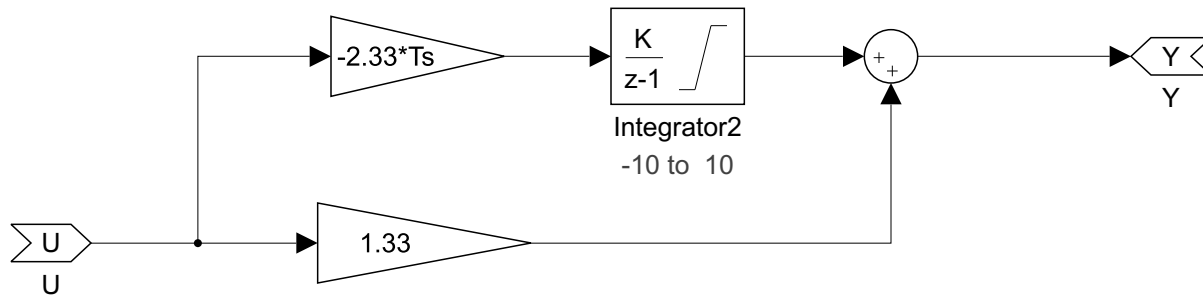 -2.33*Ts
K
z-1
+
+
Y
Y
Integrator2
-10 to 10
U
1.33
U